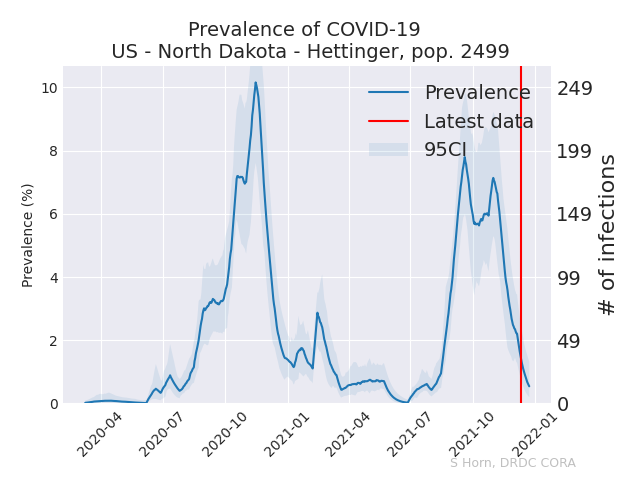 Prevalence of COVID-19
US - North Dakota - Hettinger, pop. 2499
Prevalence (%)
10
8
6
4
2
0
Prevalence
Latest data
95CI
249
199
149
99
49
0
# of infections
2020-04
2020-07
2020-10
2021-01
2021-04
2021-07
2021-10
2022-01
S Horn, DRDC CORA